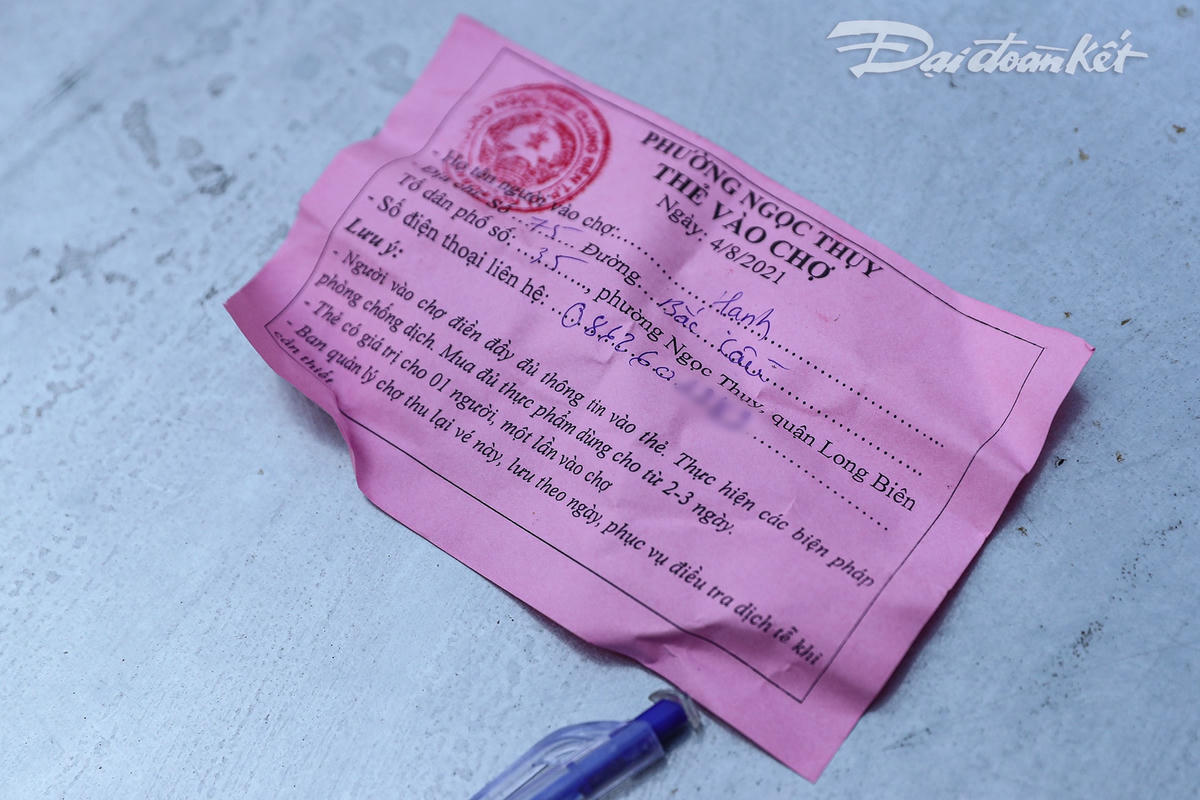 Đại đoàn kết
PHƯỜNG NGỌC THỤY
THẺ VÀO CHỢ
Ngày: 4/8/2021
- Họ tên người vào chợ:............Hạnh............
- Địa chỉ: Số....75....Đường....Bắc Cầu............
Tổ dân phố số....35......, phường Ngọc Thụy, quận Long Biên
- Số điện thoại liên hệ:...0862 60............
Lưu ý:
- Người vào chợ điền đầy đủ thông tin vào thẻ. Thực hiện các biện pháp
phòng chống dịch. Mua đủ thực phẩm dùng cho từ 2-3 ngày.
- Thẻ có giá trị cho 01 người, một lần vào chợ
- Ban quản lý chợ thu lại vé này, lưu theo ngày, phục vụ điều tra dịch tễ khi
cần thiết.